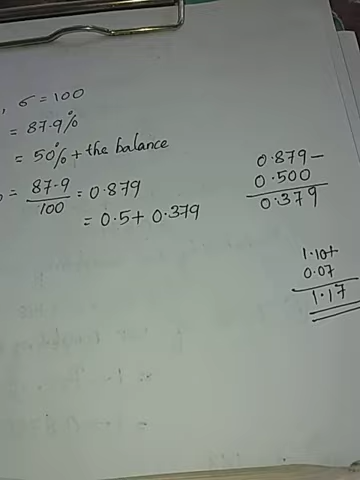 , σ = 100
= 87.9%
= 50% + the balance
= 87.9/100 = 0.879
= 0.5 + 0.379
0.879 -
0.500
0.379
1.10+
0.07
1.17